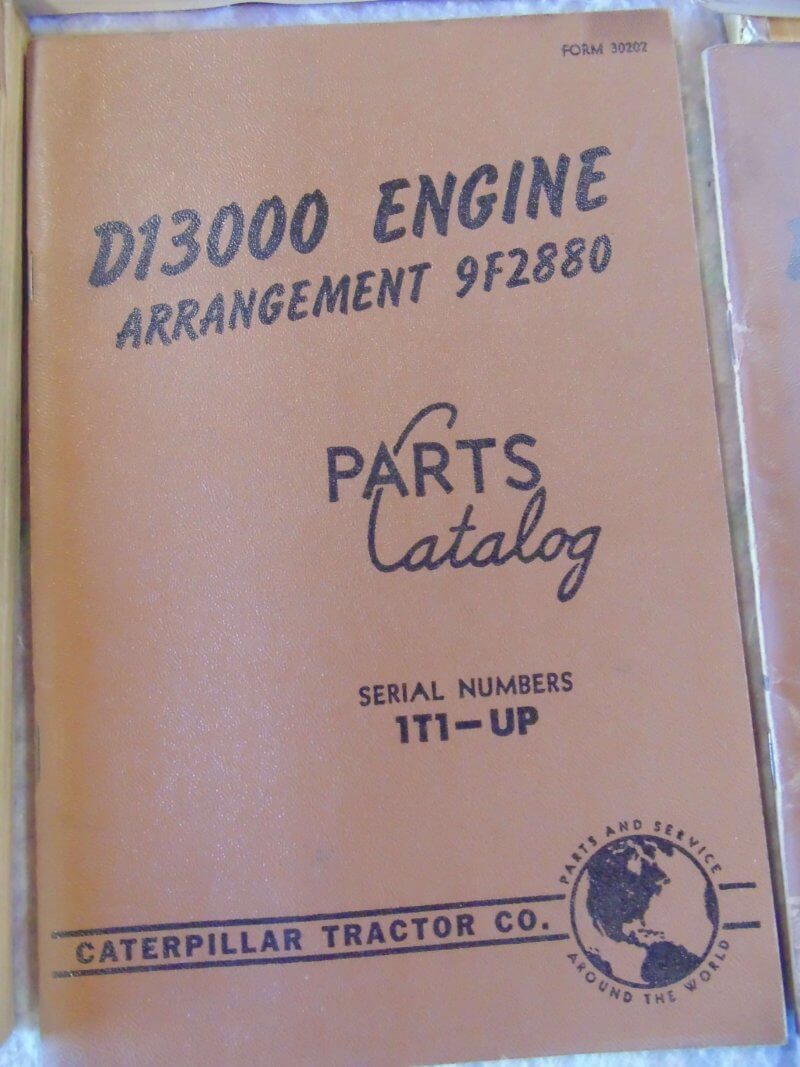 FORM 30202
D13000 ENGINE
ARRANGEMENT 9F2880
PARTS
Catalog
SERIAL NUMBERS
1T1-UP
CATERPILLAR TRACTOR CO.
PARTS AND SERVICE
AROUND THE WORLD